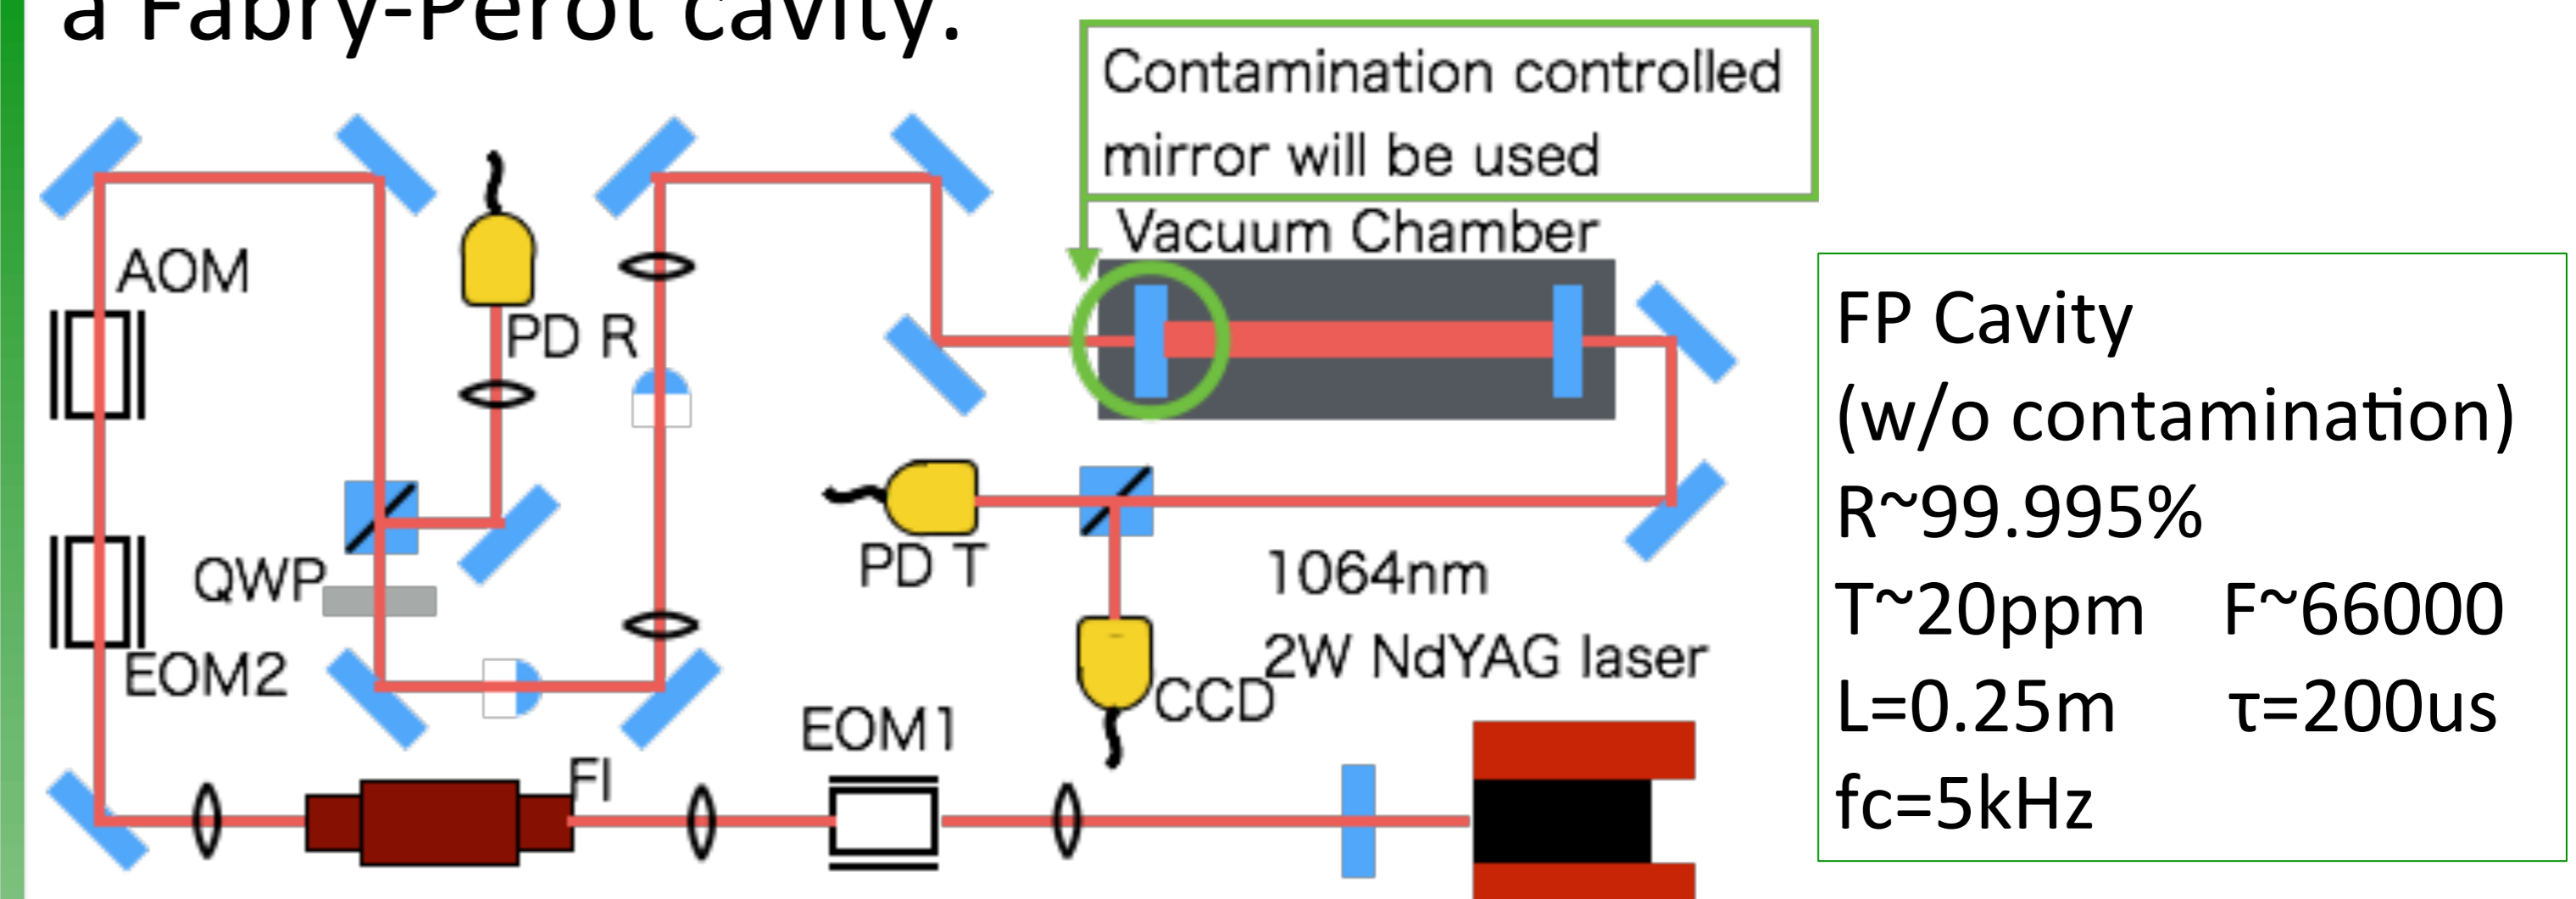 a Fabry-Perot cavity.
Contamination controlled
mirror will be used
Vacuum Chamber
AOM
PD R
QWP
EOM2
PD T
CCD
1064nm
2W NdYAG laser
EOM1
FI
FP Cavity
(w/o contamination)
R~99.995%
T~20ppm F~66000
L=0.25m τ=200us
fc=5kHz